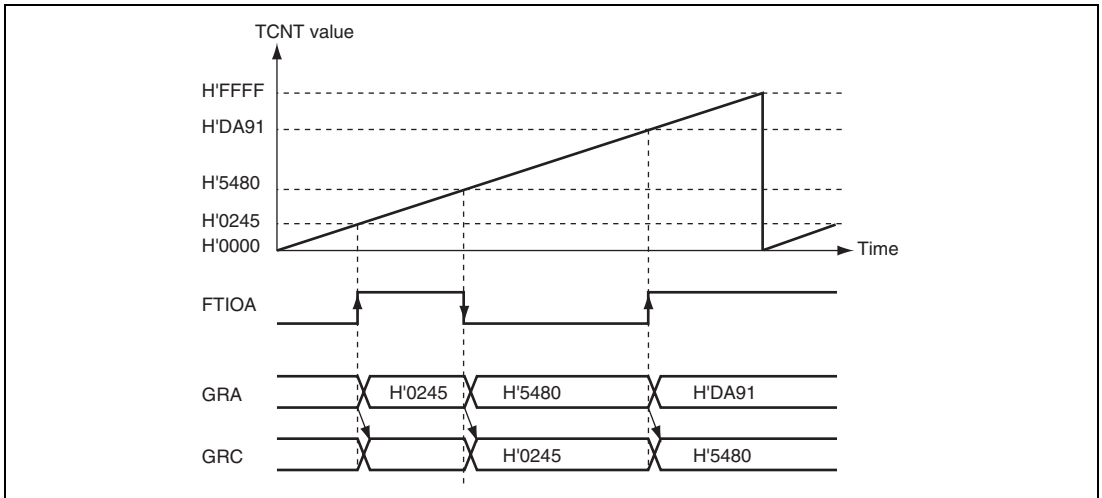 TCNT value
H'FFFF
H'DA91
H'5480
H'0245
H'0000
Time
FTIOA
GRA H'0245 H'5480 H'DA91
GRC H'0245 H'5480